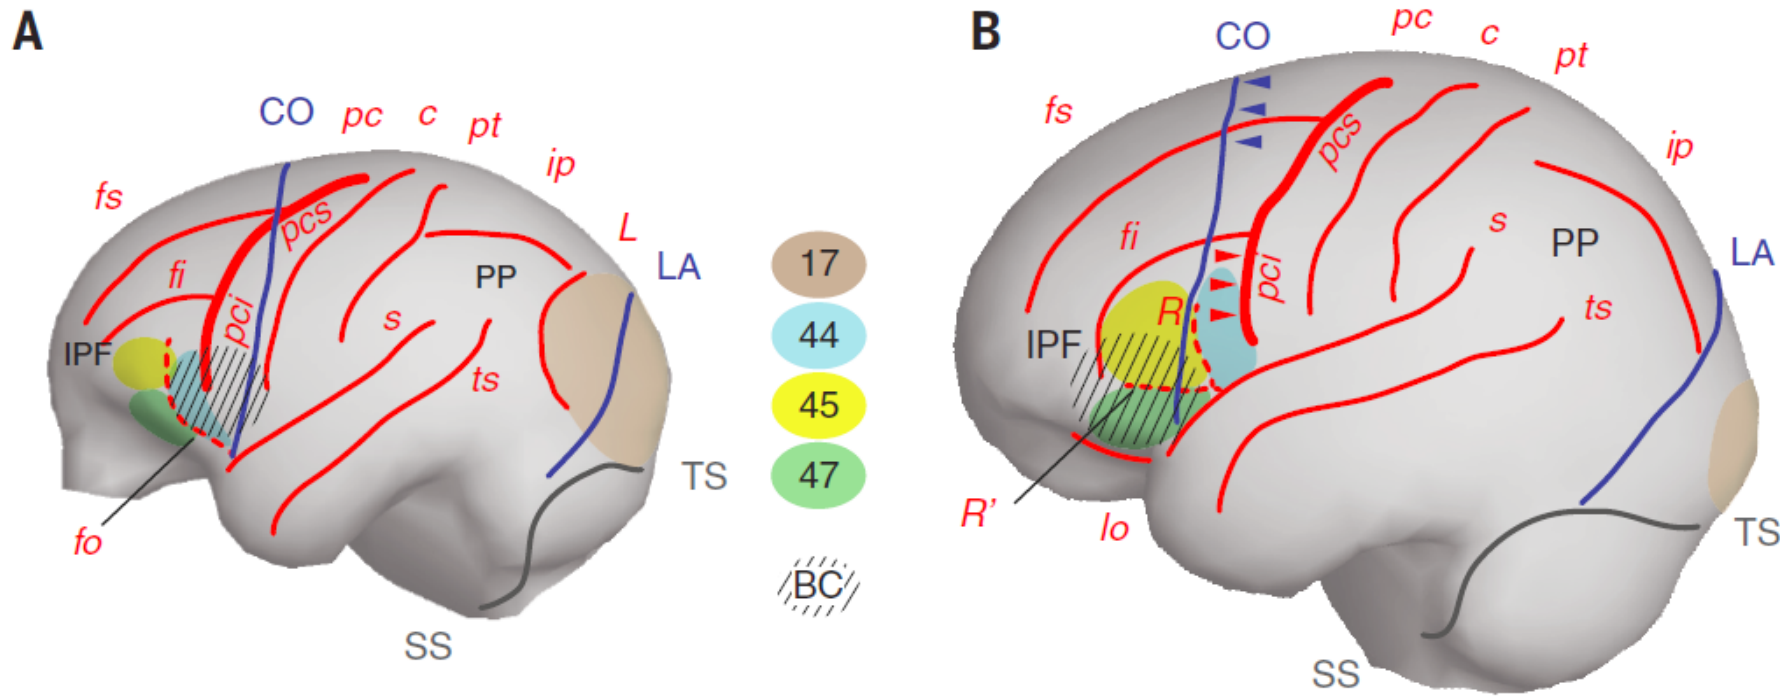 A
CO
pc
c
pt
ip
fs
pcs
L
fi
LA
PP
pci
s
IPF
ts
TS
fo
SS
17
44
45
47
BC
B
CO
pc
c
pt
fs
pcs
ip
fi
s
PP
LA
pci
R
ts
IPF
R’
lo
TS
SS